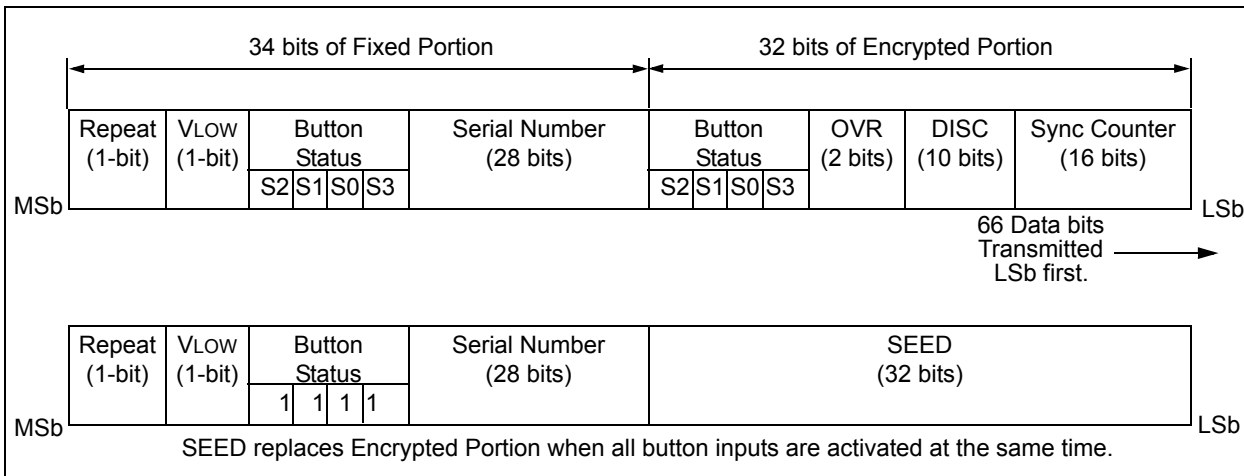 34 bits of Fixed Portion
32 bits of Encrypted Portion
Repeat
(1-bit)
VLOW
(1-bit)
Button
Status
S2 S1 S0 S3
Serial Number
(28 bits)
Button
Status
S2 S1 S0 S3
OVR
(2 bits)
DISC
(10 bits)
Sync Counter
(16 bits)
MSb
LSb
66 Data bits
Transmitted
LSb first.
Repeat
(1-bit)
VLOW
(1-bit)
Button
Status
1 1 1 1
Serial Number
(28 bits)
SEED
(32 bits)
MSb
LSb
SEED replaces Encrypted Portion when all button inputs are activated at the same time.